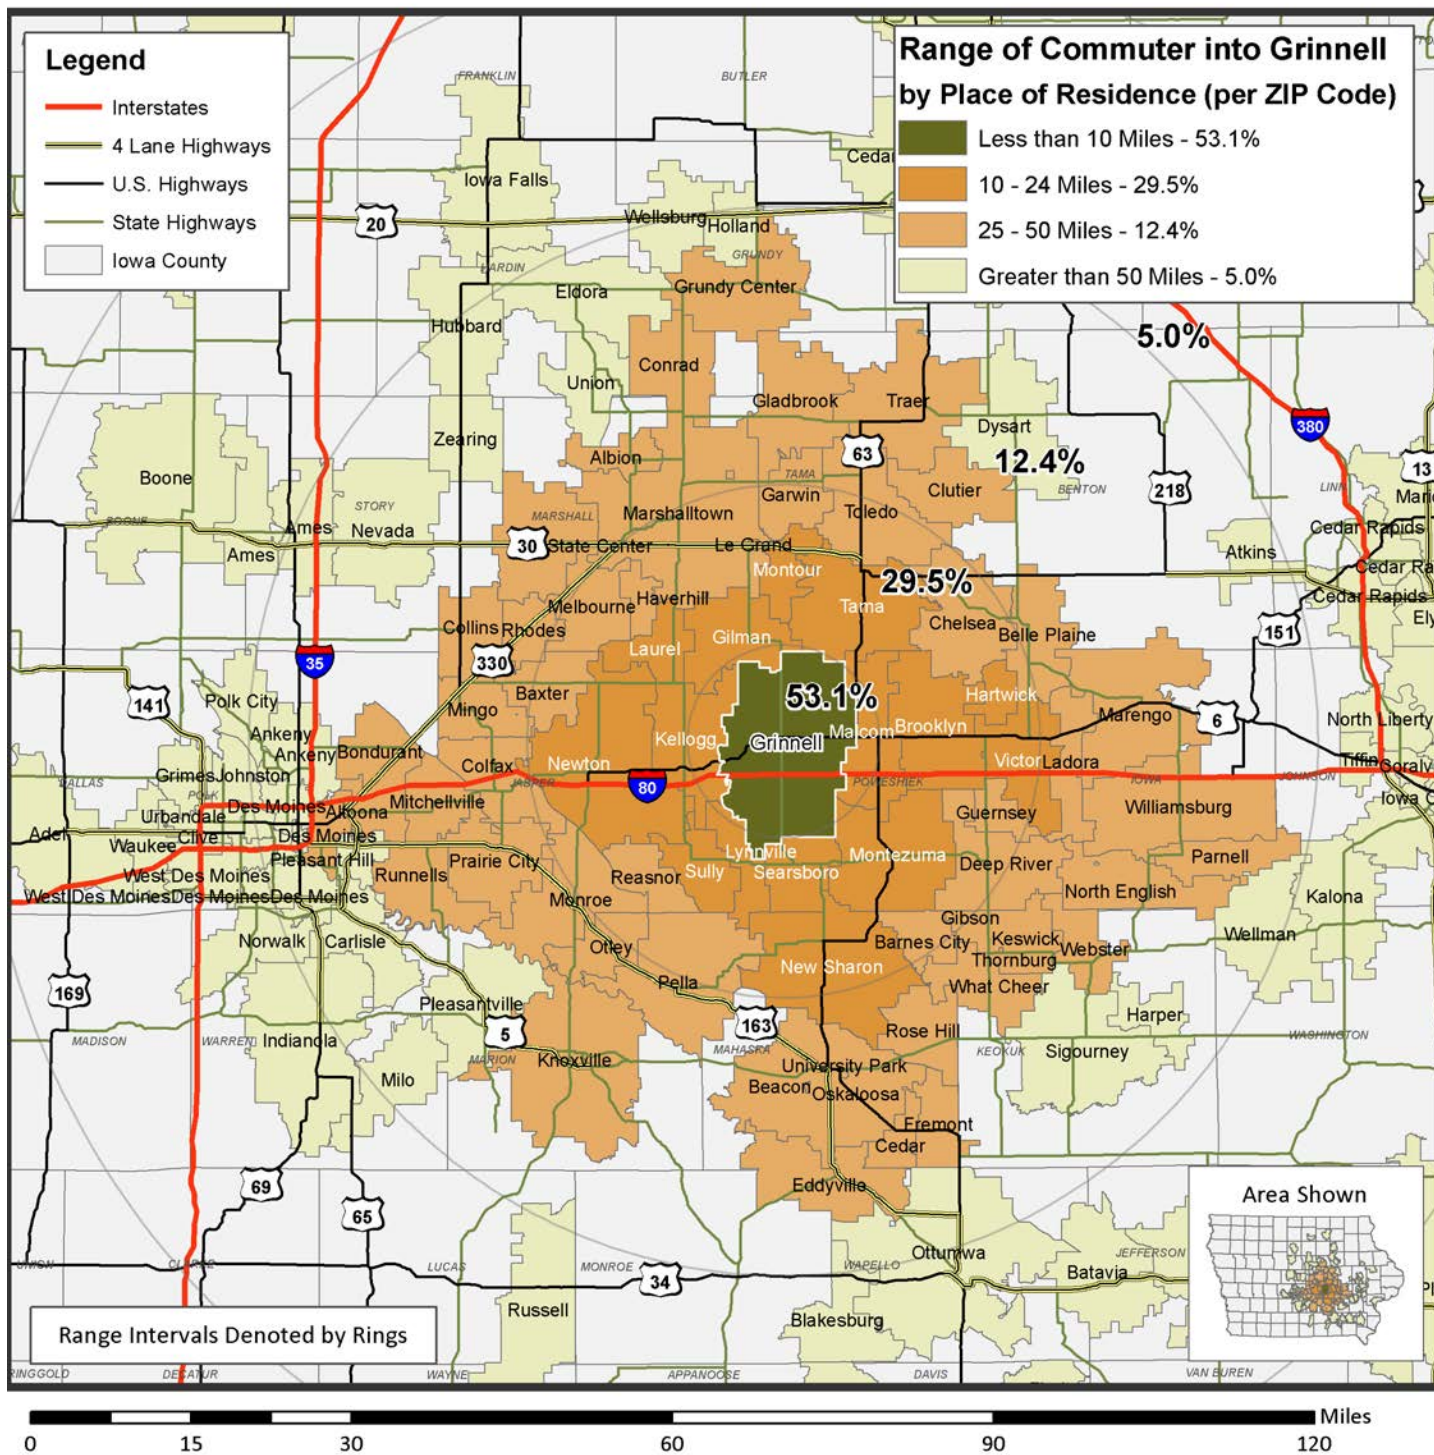 Legend
Interstates
4 Lane Highways
U.S. Highways
State Highways
Iowa County
Range of Commuter into Grinnell
by Place of Residence (per ZIP Code)
Less than 10 Miles - 53.1%
10 - 24 Miles - 29.5%
25 - 50 Miles - 12.4%
Greater than 50 Miles - 5.0%
FRANKLIN
BUTLER
Iowa Falls
Wellsburg
Holland
20
GRUNDY
HARDIN
Eldora
Grundy Center
Hubbard
5.0%
Conrad
Union
Gladbrook
Traer
380
Dysart
Zearing
63
Albion
12.4%
13
Boone
TAMA
BENTON
218
LINN
Garwin
Clutier
STORY
MARSHALL
Marshalltown
Toledo
BOONE
Ames
Nevada
Cedar Rapids
Ames
30
State Center
Le Grand
Atkins
Montour
29.5%
Cedar Rapids
Melbourne
Haverhill
Tama
Chelsea
Belle Plaine
151
Collins
Rhodes
Gilman
Laurel
35
330
Baxter
53.1%
Hartwick
Polk City
141
Mingo
Marengo
6
North Liberty
Ankeny
Ankeny
Bondurant
Kellogg
Grinnell
Malcom
Brooklyn
Colfax
Newton
Victor
Ladora
Tiffin
DALLAS
Grimes
Johnston
JASPER
80
POWESHIEK
IOWA
JOHNSON
POLK
Mitchellville
Des Moines
Altoona
Guernsey
Williamsburg
Urbandale
Clive
Des Moines
Waukee
Pleasant Hill
Prairie City
Lynnville
Montezuma
Deep River
Parnell
West Des Moines
Runnells
Reasnor
Sully
Searsboro
North English
Kalona
West Des Moines
Des Moines
Des Moines
Monroe
Gibson
Norwalk
Carlisle
Otley
Barnes City
Keswick
Webster
Wellman
Thornburg
New Sharon
Pella
What Cheer
169
Pleasantville
Harper
5
163
Rose Hill
MADISON
WARREN
Indianola
MARION
Knoxville
MAHASKA
KEOKUK
Sigourney
WASHINGTON
University Park
Milo
Beacon
Oskaloosa
Fremont
Cedar
69
Eddyville
65
Area Shown
Ottumwa
JEFFERSON
UNION
CLARKE
LUCAS
MONROE
34
WAPELLO
Batavia
Russell
Blakesburg
Range Intervals Denoted by Rings
RINGGOLD
DECATUR
WAYNE
APPANOOSE
DAVIS
VAN BUREN
Miles
0 15 30 60 90 120